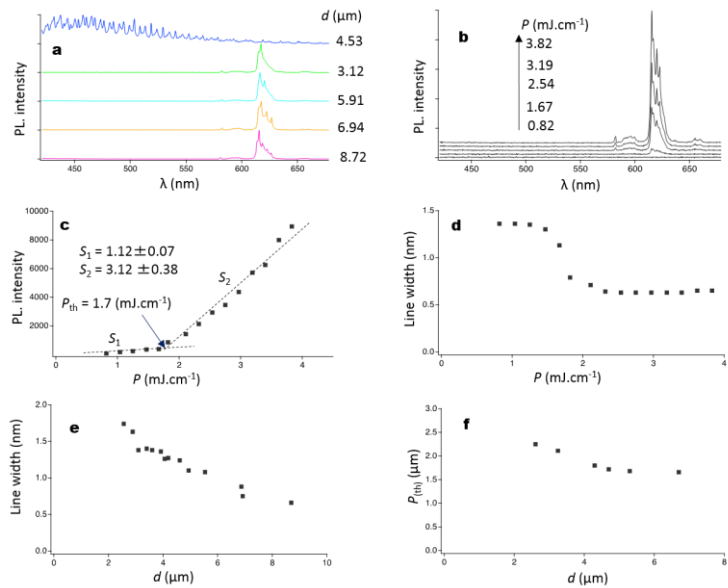 d (µm)
4.53
a
3.12
5.91
6.94
8.72
PL. intensity
450 500 550 600 650
λ (nm)
b
P (mJ.cm⁻¹)
3.82
3.19
2.54
1.67
0.82
PL. intensity
450 500 550 600 650
λ (nm)
c
10000
8000
6000
4000
2000
PL. intensity
S₁ = 1.12 ±0.07
S₂ = 3.12 ±0.38
Pth = 1.7 (mJ.cm⁻¹)
S₁
S₂
0 1 2 3 4
P (mJ.cm⁻¹)
d
1.5
1.0
0.5
0.0
Line width (nm)
0 1 2 3 4
P (mJ.cm⁻¹)
e
2.0
1.5
1.0
0.5
0.0
Line width (nm)
0 2 4 6 8 10
d (µm)
f
3.0
2.5
2.0
1.5
1.0
0.5
0.0
P(th) (µm)
0 2 4 6 8
d (µm)